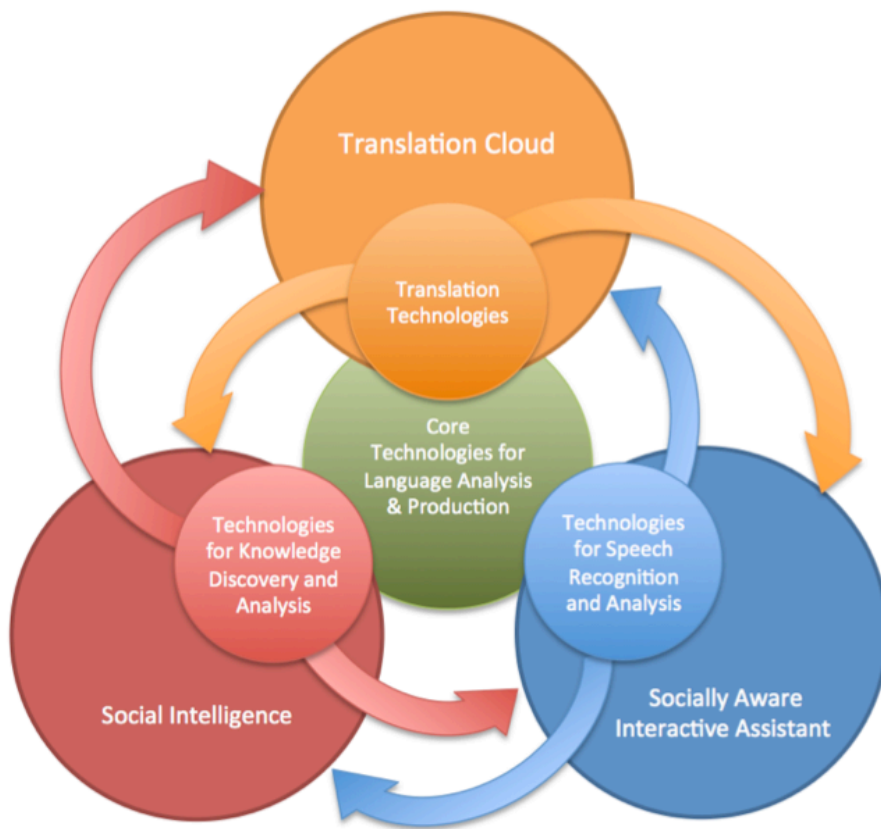 Translation Cloud
Translation
Technologies
Core
Technologies for
Language Analysis
& Production
Technologies
for Knowledge
Discovery and
Analysis
Technologies
for Speech
Recognition
and Analysis
Social Intelligence
Socially Aware
Interactive Assistant